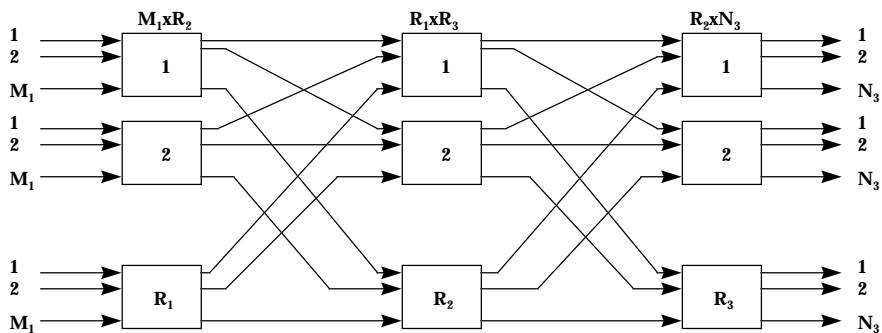 M₁xR₂ R₁xR₃ R₂xN₃
1 1
2 1 1 1 2
M₁ N₃
1 1
2 2 2 2 2
M₁ N₃
1 1
2 2
R₁ R₂ R₃
M₁ N₃